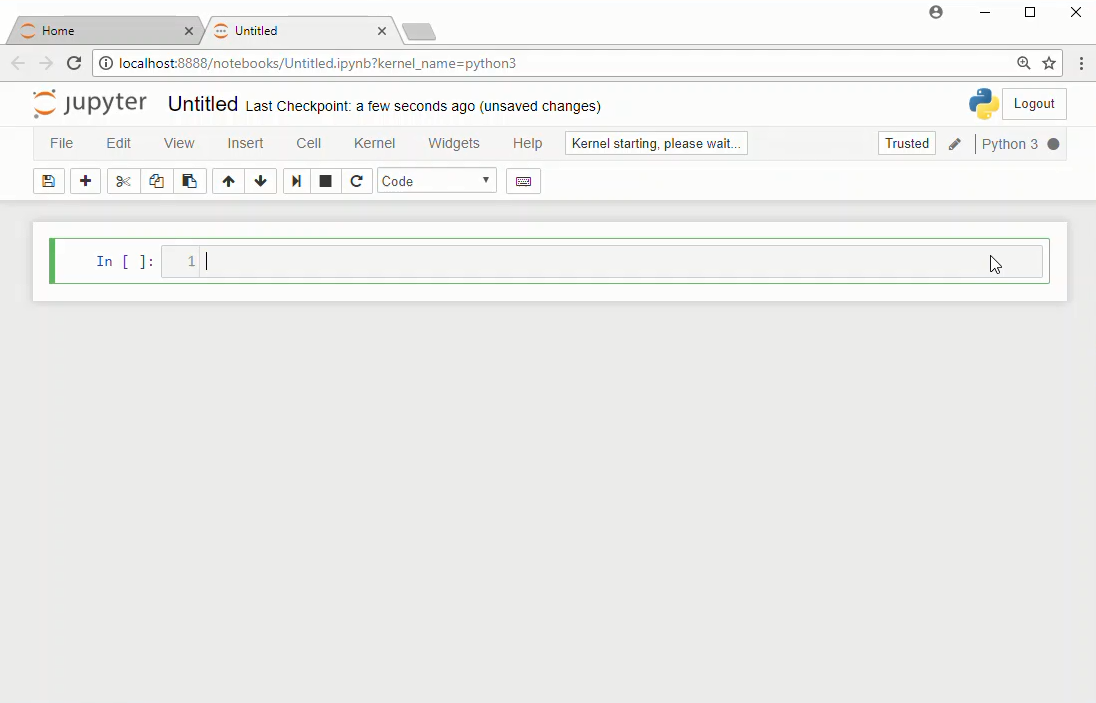 Home
Untitled
localhost:8888/notebooks/Untitled.ipynb?kernel_name=python3
jupyter Untitled Last Checkpoint: a few seconds ago (unsaved changes) Logout
File Edit View Insert Cell Kernel Widgets Help Kernel starting, please wait... Trusted Python 3
Code
In [ ]: 1